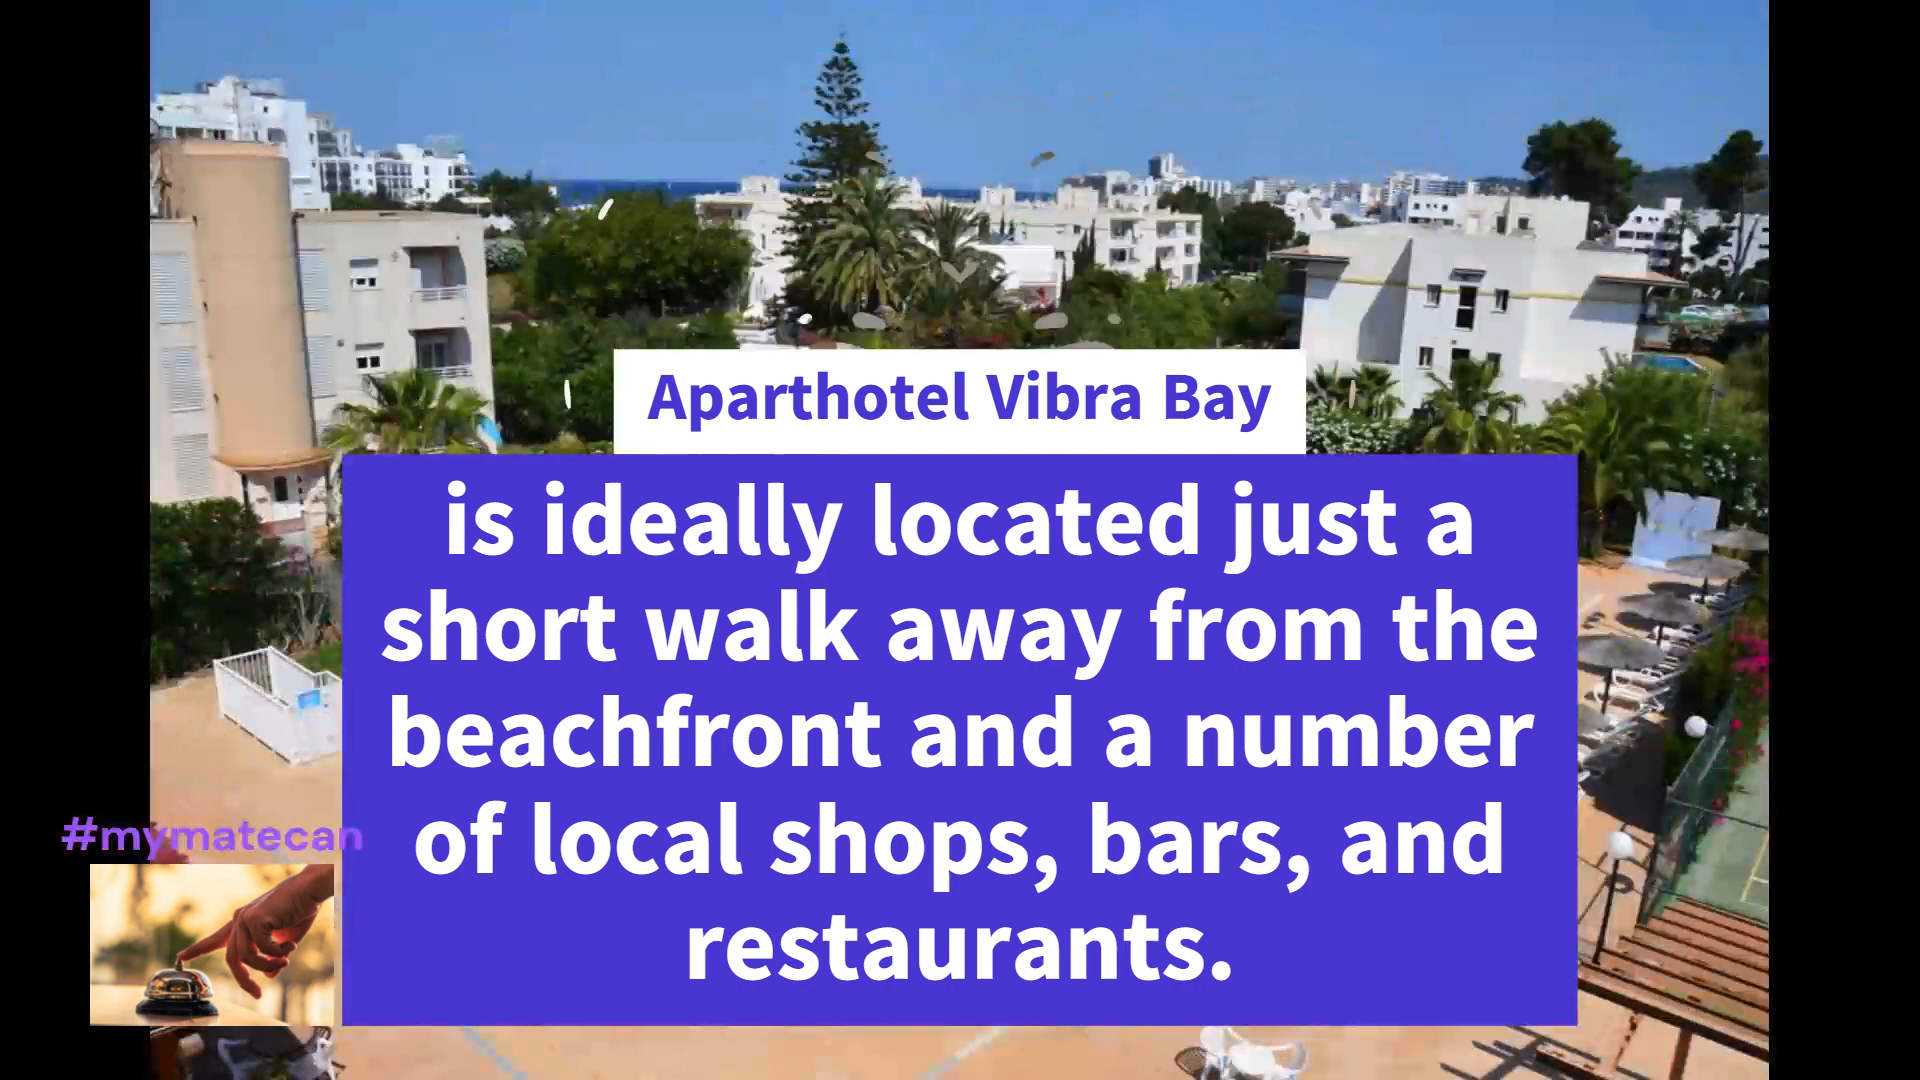 Aparthotel Vibra Bay
is ideally located just a
short walk away from the
beachfront and a number
of local shops, bars, and
restaurants.
#mymatecan